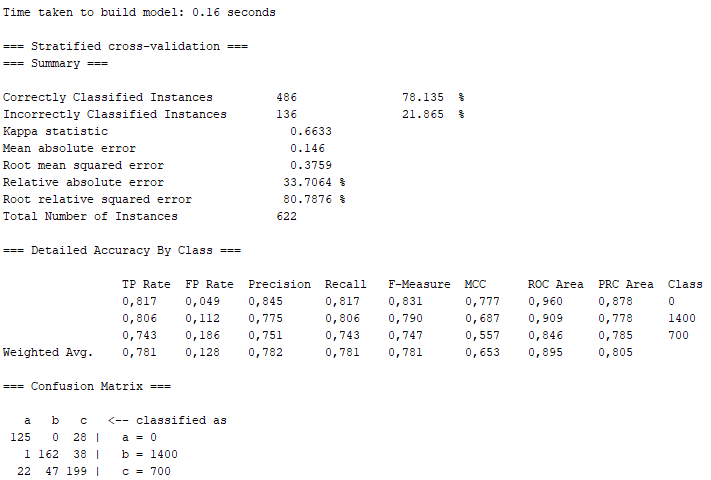 Time taken to build model: 0.16 seconds
=== Stratified cross-validation ===
=== Summary ===
Correctly Classified Instances 486 78.135 %
Incorrectly Classified Instances 136 21.865 %
Kappa statistic 0.6633
Mean absolute error 0.146
Root mean squared error 0.3759
Relative absolute error 33.7064 %
Root relative squared error 80.7876 %
Total Number of Instances 622
=== Detailed Accuracy By Class ===
TP Rate FP Rate Precision Recall F-Measure MCC ROC Area PRC Area Class
0,817 0,049 0,845 0,817 0,831 0,777 0,960 0,878 0
0,806 0,112 0,775 0,806 0,790 0,687 0,909 0,778 1400
0,743 0,186 0,751 0,743 0,747 0,557 0,846 0,785 700
Weighted Avg. 0,781 0,128 0,782 0,781 0,781 0,653 0,895 0,805
=== Confusion Matrix ===
a b c <-- classified as
125 0 28 | a = 0
1 162 38 | b = 1400
22 47 199 | c = 700